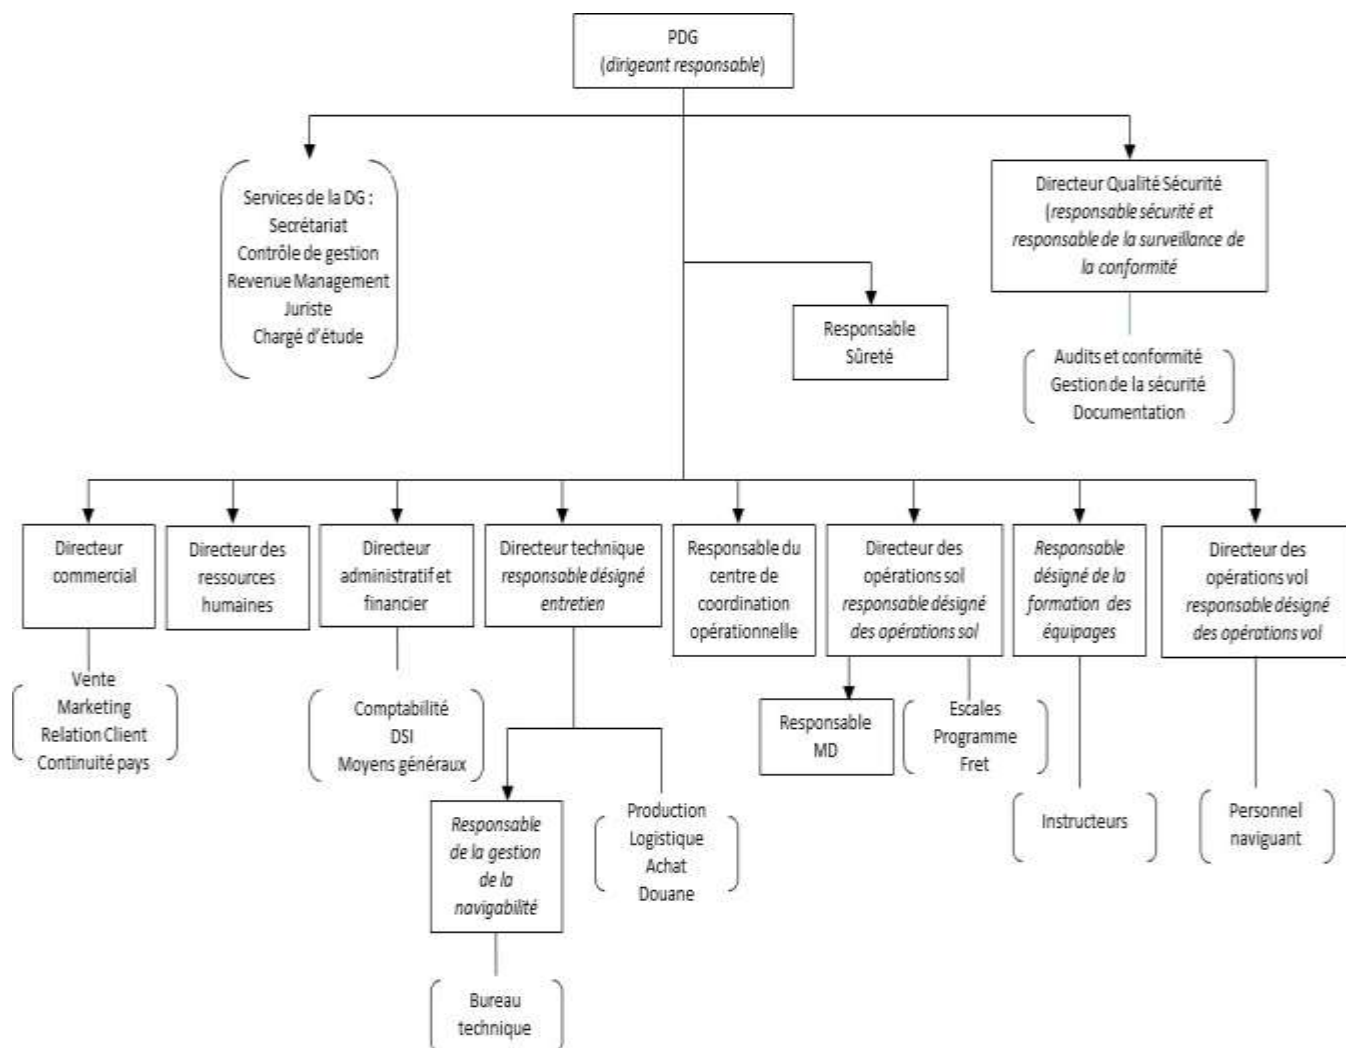 PDG
(dirigeant responsable)
Services de la DG :
Secrétariat
Contrôle de gestion
Revenue Management
Juriste
Chargé d'étude
Directeur Qualité Sécurité
(responsable sécurité et
responsable de la surveillance de
la conformité
Responsable
Sûreté
Audits et conformité
Gestion de la sécurité
Documentation
Directeur
commercial
Directeur des
ressources
humaines
Directeur
administratif et
financier
Directeur technique
responsable désigné
entretien
Responsable du
centre de
coordination
opérationnelle
Directeur des
opérations sol
responsable désigné
des opérations sol
Responsable
désigné de la
formation des
équipages
Directeur des
opérations vol
responsable désigné
des opérations vol
Vente
Marketing
Relation Client
Continuité pays
Comptabilité
DSI
Moyens généraux
Responsable
MD
Escales
Programme
Fret
Responsable
de la gestion
de la
navigabilité
Production
Logistique
Achat
Douane
Instructeurs
Personnel
naviguant
Bureau
technique